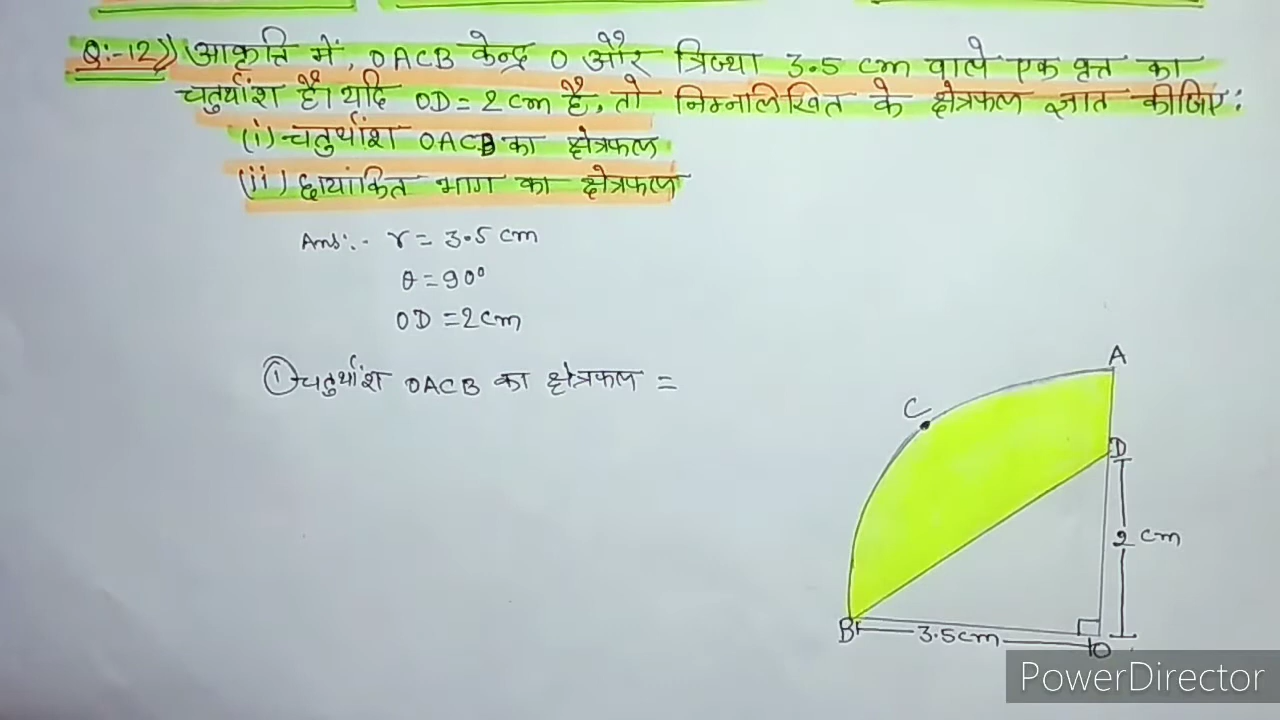 Q:-12)) आकृति में, OACB केन्द्र O और त्रिज्या 3.5 cm वाले एक वृत्त का
चतुर्थांश है। यदि OD = 2 cm है, तो निम्नलिखित के क्षेत्रफल ज्ञात कीजिए:
(i) चतुर्थांश OACB का क्षेत्रफल
(ii) छायांकित भाग का क्षेत्रफल
Ans:- r = 3.5 cm
θ = 90°
OD = 2 cm
① चतुर्थांश OACB का क्षेत्रफल =
A
C
D
2 cm
B
3.5cm
O
PowerDirector